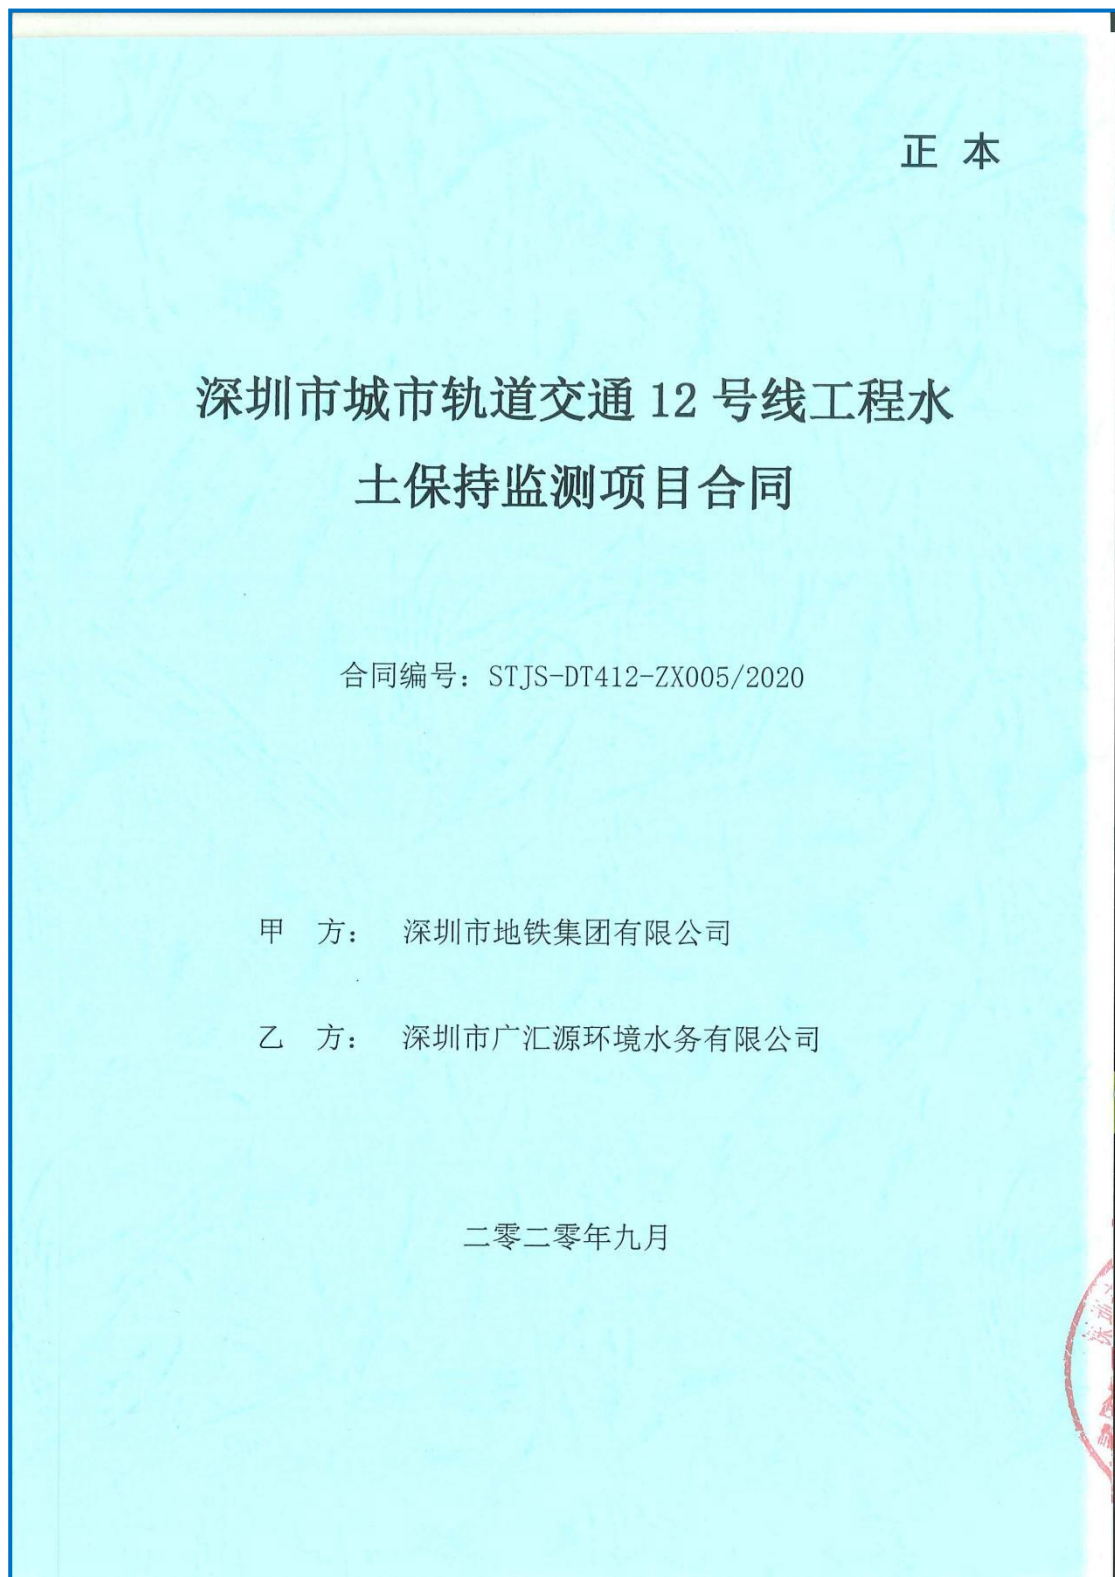 正 本
深圳市城市轨道交通 12 号线工程水
土保持监测项目合同
合同编号：STJS-DT412-ZX005/2020
甲 方： 深圳市地铁集团有限公司
乙 方： 深圳市广汇源环境水务有限公司
二零二零年九月